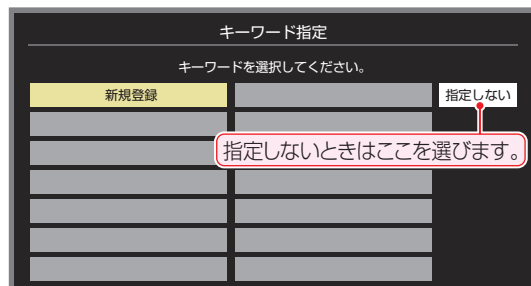 キーワード指定
キーワードを選択してください。
新規登録
指定しない
指定しないときはここを選びます。